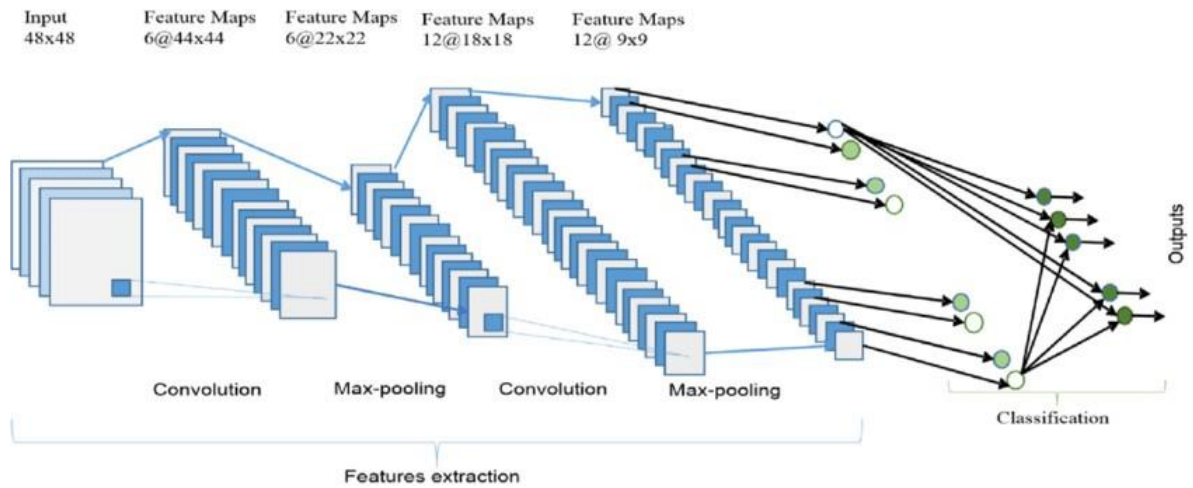 Input
48x48
Feature Maps
6@44x44
Feature Maps
6@22x22
Feature Maps
12@18x18
Feature Maps
12@ 9x9
Outputs
Convolution
Max-pooling
Convolution
Max-pooling
Classification
Features extraction